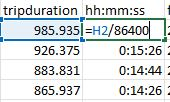 tripduration hh:mm:ss
985.935 =H2/86400
926.375 0:15:26
883.831 0:14:44
865.937 0:14:26